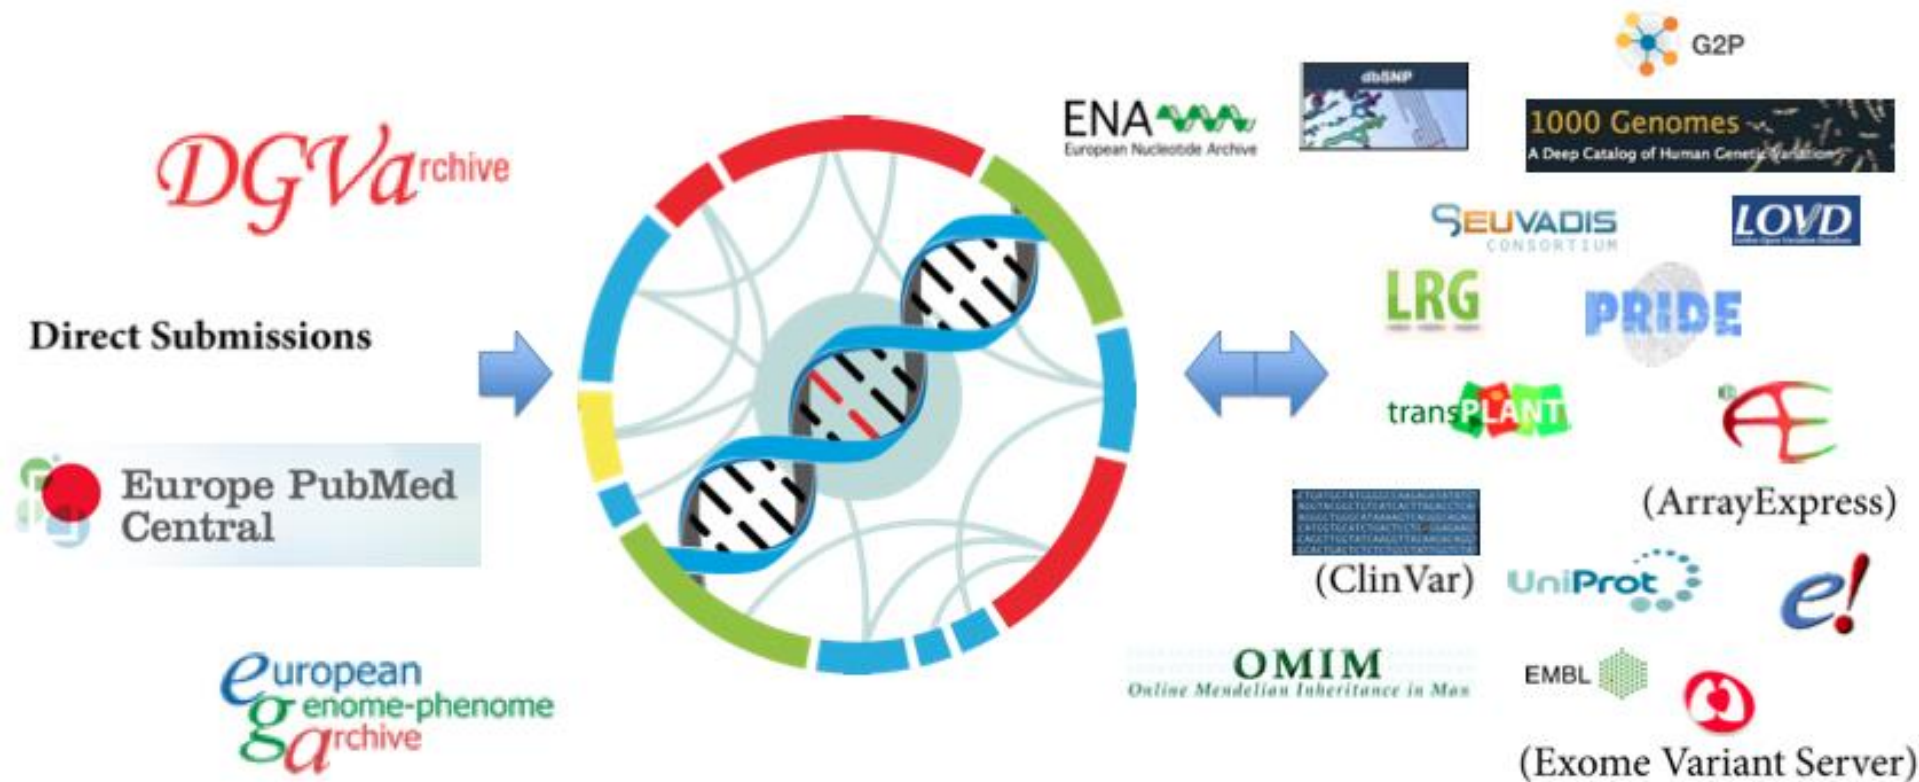 DGVarchive
Direct Submissions
Europe PubMed
Central
european
genome-phenome
archive
ENA
European Nucleotide Archive
dbSNP
G2P
1000 Genomes
A Deep Catalog of Human Genetic Variation
GEUVADIS
CONSORTIUM
LOVD
LRG
PRIDE
transPLANT
AE
(ArrayExpress)
(ClinVar)
UniProt
e!
OMIM
Online Mendelian Inheritance in Man
EMBL
(Exome Variant Server)